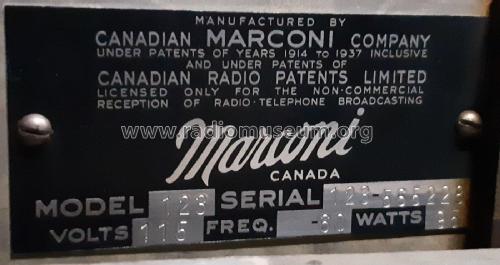 MANUFACTURED BY
CANADIAN MARCONI COMPANY
UNDER PATENTS OF YEARS 1914 TO 1937 INCLUSIVE
AND UNDER PATENTS OF
CANADIAN RADIO PATENTS LIMITED
LICENSED ONLY FOR THE NON-COMMERCIAL
RECEPTION OF RADIO-TELEPHONE BROADCASTING
www.radiomuseum.org
Marconi
CANADA
MODEL 128 SERIAL
VOLTS 115 FREQ. -60 WATTS